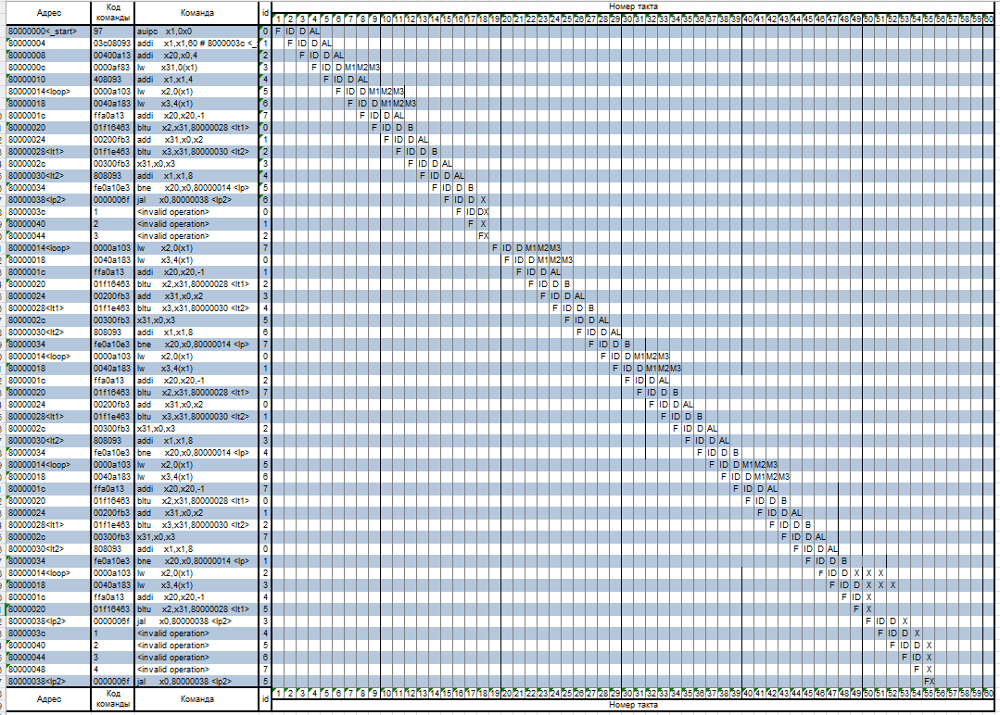 Адрес Код команды Команда id Номер такта
1 2 3 4 5 6 7 8 9 10 11 12 13 14 15 16 17 18 19 20 21 22 23 24 25 26 27 28 29 30 31 32 33 34 35 36 37 38 39 40 41 42 43 44 45 46 47 48 49 50 51 52 53 54 55 56 57 58 59 60
80000000<_start> 97 auipc x1,0x0 0 F ID D AL
80000004 03c08093 addi x1,x1,60 # 8000003c <_ 1 F ID D AL
80000008 00400a13 addi x20,x0,4 2 F ID D AL
8000000c 0000af83 lw x31,0(x1) 3 F ID D M1 M2 M3
80000010 408093 addi x1,x1,4 4 F ID D AL
80000014<loop> 0000a103 lw x2,0(x1) 5 F ID D M1 M2 M3
80000018 0040a183 lw x3,4(x1) 6 F ID D M1 M2 M3
8000001c ffa0a13 addi x20,x20,-1 7 F ID D AL
80000020 01f16463 bltu x2,x31,80000028 <lt1> 0 F ID D B
80000024 00200fb3 add x31,x0,x2 1 F ID D AL
80000028<lt1> 01f1e463 bltu x3,x31,80000030 <lt2> 2 F ID D B
8000002c 00300fb3 x31,x0,x3 3 F ID D AL
80000030<lt2> 808093 addi x1,x1,8 4 F ID D AL
80000034 fe0a10e3 bne x20,x0,80000014 <lp> 5 F ID D B
80000038<lp2> 0000006f jal x0,80000038 <lp2> 6 F ID D X
8000003c 1 <invalid operation> 0 F ID DX
80000040 2 <invalid operation> 1 F X
80000044 3 <invalid operation> 2 FX
80000014<loop> 0000a103 lw x2,0(x1) 7 F ID D M1 M2 M3
80000018 0040a183 lw x3,4(x1) 0 F ID D M1 M2 M3
8000001c ffa0a13 addi x20,x20,-1 1 F ID D AL
80000020 01f16463 bltu x2,x31,80000028 <lt1> 2 F ID D B
80000024 00200fb3 add x31,x0,x2 3 F ID D AL
80000028<lt1> 01f1e463 bltu x3,x31,80000030 <lt2> 4 F ID D B
8000002c 00300fb3 x31,x0,x3 5 F ID D AL
80000030<lt2> 808093 addi x1,x1,8 6 F ID D AL
80000034 fe0a10e3 bne x20,x0,80000014 <lp> 7 F ID D B
80000014<loop> 0000a103 lw x2,0(x1) 0 F ID D M1 M2 M3
80000018 0040a183 lw x3,4(x1) 1 F ID D M1 M2 M3
8000001c ffa0a13 addi x20,x20,-1 2 F ID D AL
80000020 01f16463 bltu x2,x31,80000028 <lt1> 7 F ID D B
80000024 00200fb3 add x31,x0,x2 0 F ID D AL
80000028<lt1> 01f1e463 bltu x3,x31,80000030 <lt2> 1 F ID D B
8000002c 00300fb3 x31,x0,x3 2 F ID D AL
80000030<lt2> 808093 addi x1,x1,8 3 F ID D AL
80000034 fe0a10e3 bne x20,x0,80000014 <lp> 4 F ID D B
80000014<loop> 0000a103 lw x2,0(x1) 5 F ID D M1 M2 M3
80000018 0040a183 lw x3,4(x1) 6 F ID D M1 M2 M3
8000001c ffa0a13 addi x20,x20,-1 7 F ID D AL
80000020 01f16463 bltu x2,x31,80000028 <lt1> 0 F ID D B
80000024 00200fb3 add x31,x0,x2 1 F ID D AL
80000028<lt1> 01f1e463 bltu x3,x31,80000030 <lt2> 2 F ID D B
8000002c 00300fb3 x31,x0,x3 7 F ID D AL
80000030<lt2> 808093 addi x1,x1,8 0 F ID D AL
80000034 fe0a10e3 bne x20,x0,80000014 <lp> 1 F ID D B
80000014<loop> 0000a103 lw x2,0(x1) 2 F ID D X X X
80000018 0040a183 lw x3,4(x1) 3 F ID D X X X
8000001c ffa0a13 addi x20,x20,-1 4 F ID X
80000020 01f16463 bltu x2,x31,80000028 <lt1> 5 F X
80000038<lp2> 0000006f jal x0,80000038 <lp2> 3 F ID D X
8000003c 1 <invalid operation> 4 F ID D X
80000040 2 <invalid operation> 5 F ID D X
80000044 3 <invalid operation> 6 F ID X
80000048 4 <invalid operation> 7 F X
80000038<lp2> 0000006f jal x0,80000038 <lp2> 5 FX
Адрес Код команды Команда id 1 2 3 4 5 6 7 8 9 10 11 12 13 14 15 16 17 18 19 20 21 22 23 24 25 26 27 28 29 30 31 32 33 34 35 36 37 38 39 40 41 42 43 44 45 46 47 48 49 50 51 52 53 54 55 56 57 58 59 60
Номер такта